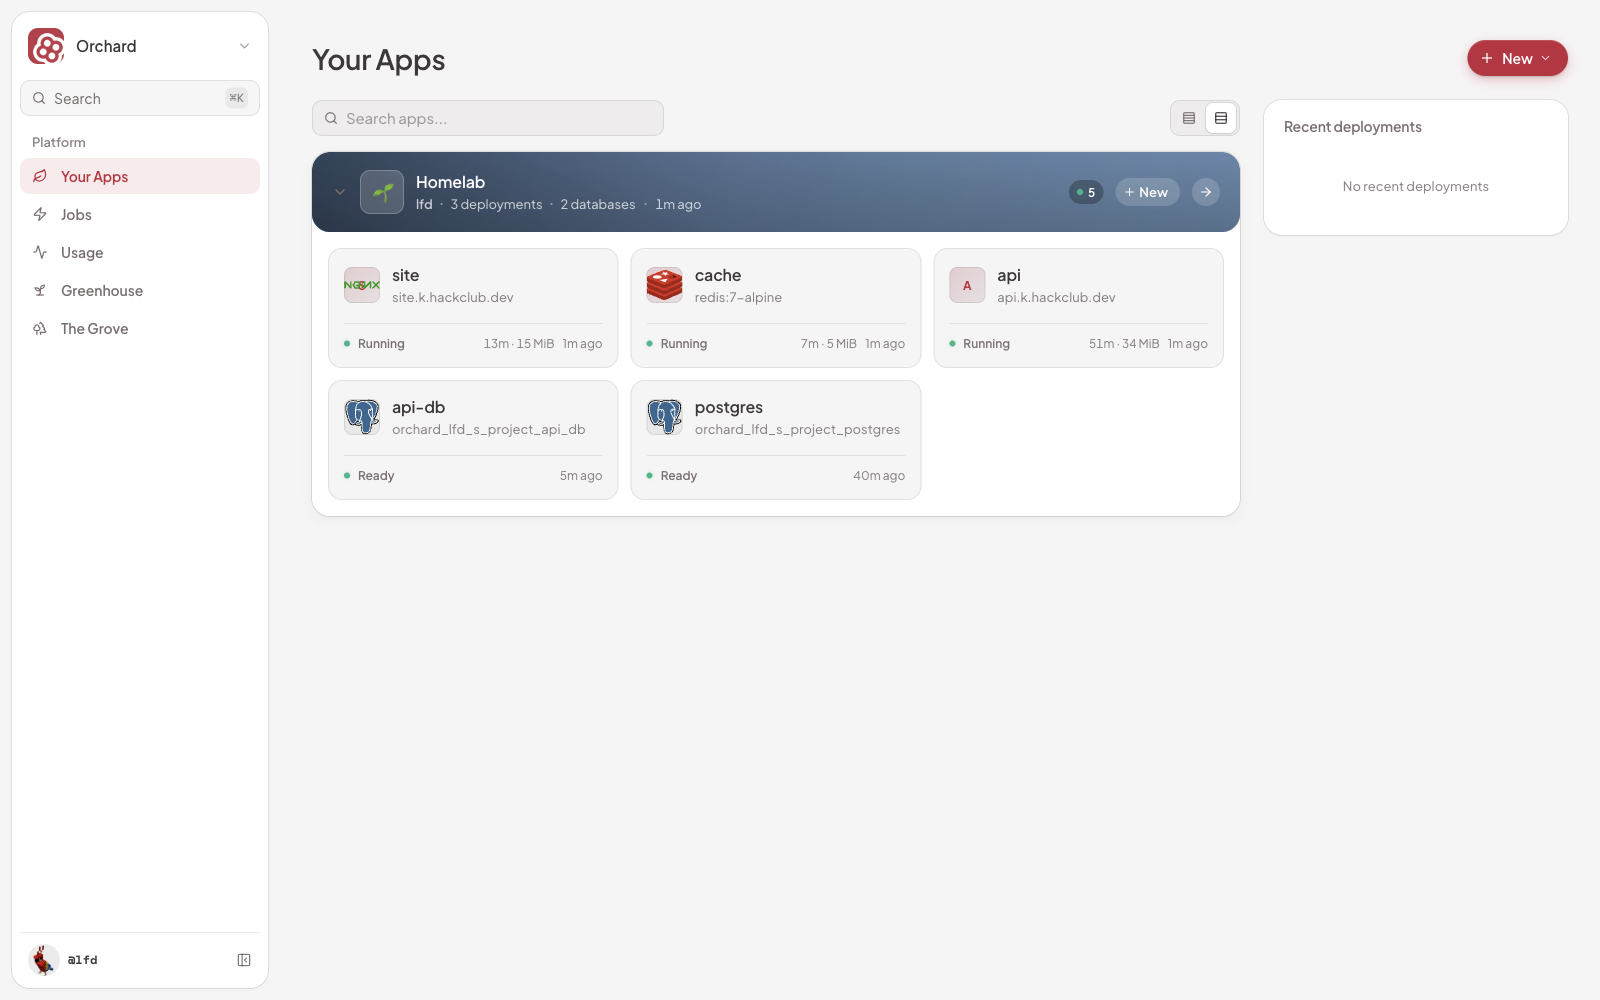 Orchard
Search ⌘K
Platform
Your Apps
Jobs
Usage
Greenhouse
The Grove
@lfd
Your Apps
+ New
Search apps...
Homelab
lfd · 3 deployments · 2 databases · 1m ago
5
+ New
site
site.k.hackclub.dev
Running 13m · 15 MiB 1m ago
cache
redis:7-alpine
Running 7m · 5 MiB 1m ago
A
api
api.k.hackclub.dev
Running 51m · 34 MiB 1m ago
api-db
orchard_lfd_s_project_api_db
Ready 5m ago
postgres
orchard_lfd_s_project_postgres
Ready 40m ago
Recent deployments
No recent deployments